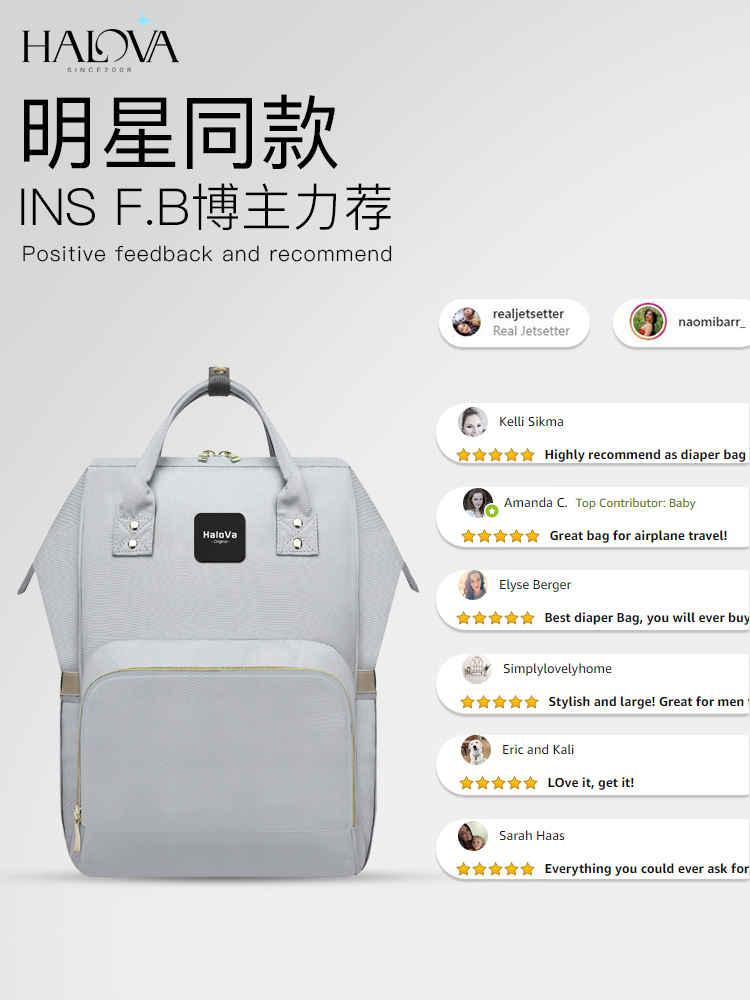 HALOVA
SINCE2008
明星同款
INS F.B博主力荐
Positive feedback and recommend
realjetsetter
Real Jetsetter
naomibarr_
Kelli Sikma
Highly recommend as diaper bag
Amanda C. Top Contributor: Baby
Great bag for airplane travel!
HaloVa
- Original -
Elyse Berger
Best diaper Bag, you will ever buy
Simplylovelyhome
Stylish and large! Great for men
Eric and Kali
LOve it, get it!
Sarah Haas
Everything you could ever ask for